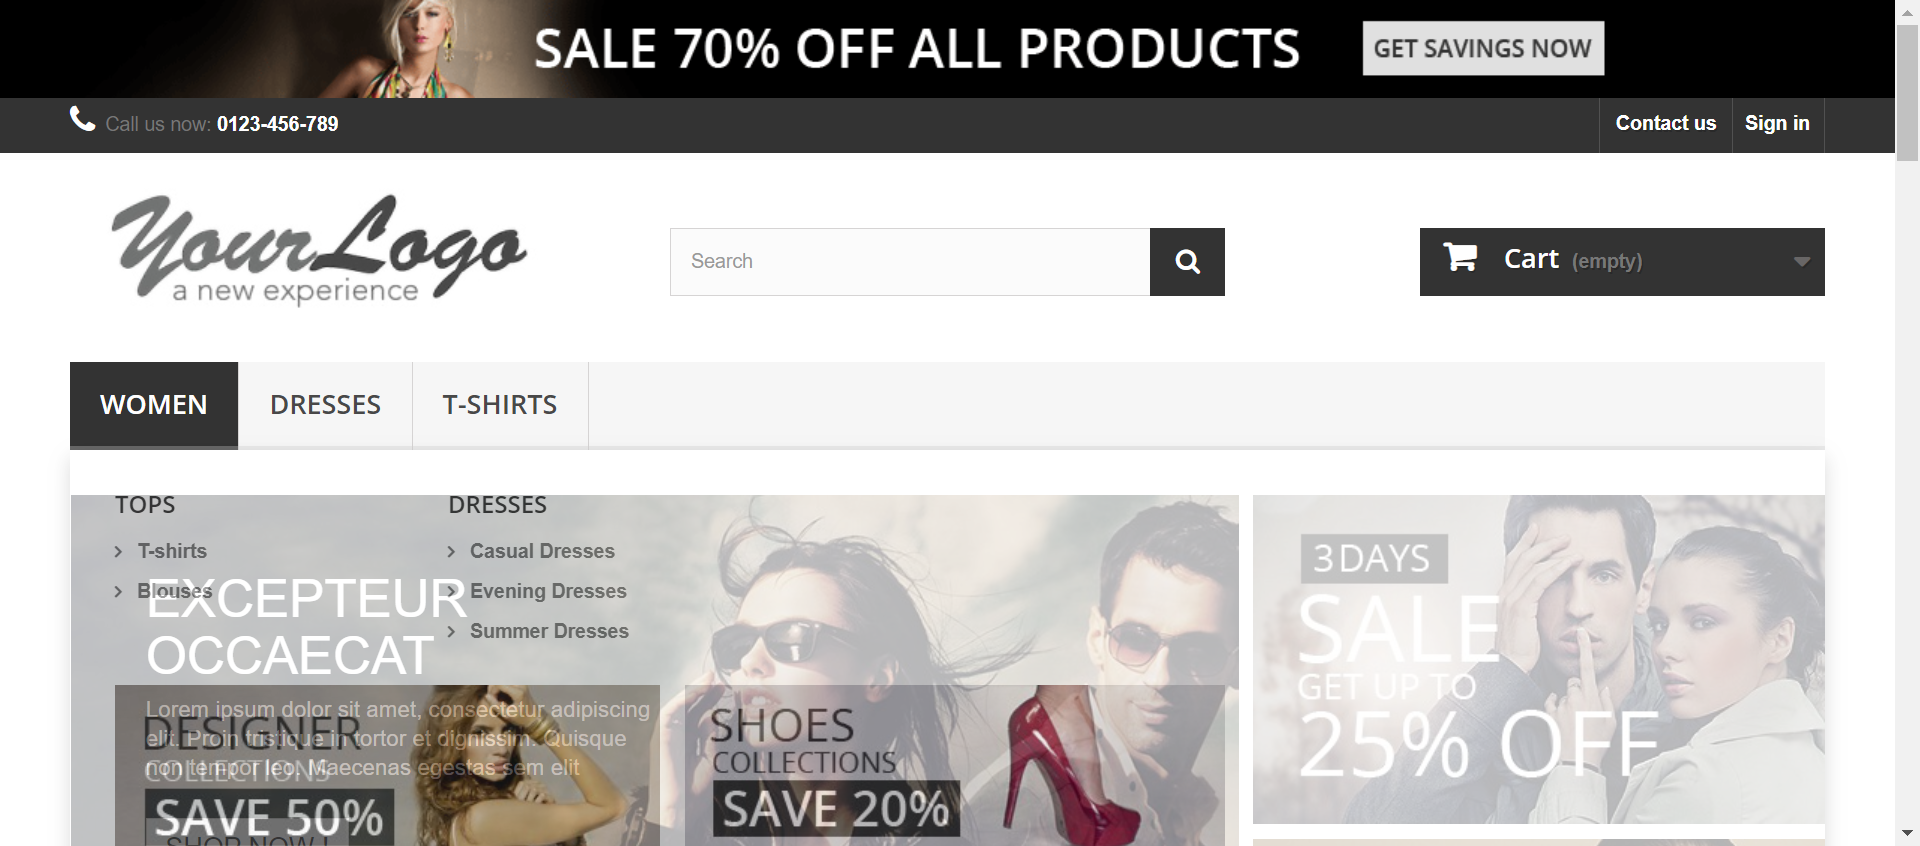 SALE 70% OFF ALL PRODUCTS
GET SAVINGS NOW
Call us now: 0123-456-789
Contact us
Sign in
YourLogo
a new experience
Search
Cart (empty)
WOMEN
DRESSES
T-SHIRTS
TOPS
T-shirts
Blouses
DRESSES
Casual Dresses
Evening Dresses
Summer Dresses
EXCEPTEUR
OCCAECAT
Lorem ipsum dolor sit amet, consectetur adipiscing
elit. Proin tristique in tortor et dignissim. Quisque
non tempor leo. Maecenas egestas sem elit
SHOP NOW !
DESIGNER
COLLECTIONS
SAVE 50%
SHOES
COLLECTIONS
SAVE 20%
3 DAYS
SALE
GET UP TO
25% OFF